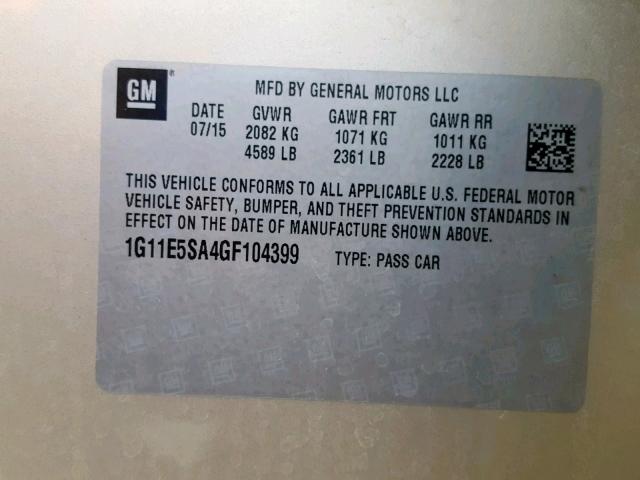 GM
MFD BY GENERAL MOTORS LLC
DATE GVWR GAWR FRT GAWR RR
07/15 2082 KG 1071 KG 1011 KG
4589 LB 2361 LB 2228 LB
THIS VEHICLE CONFORMS TO ALL APPLICABLE U.S. FEDERAL MOTOR
VEHICLE SAFETY, BUMPER, AND THEFT PREVENTION STANDARDS IN
EFFECT ON THE DATE OF MANUFACTURE SHOWN ABOVE.
1G11E5SA4GF104399 TYPE: PASS CAR